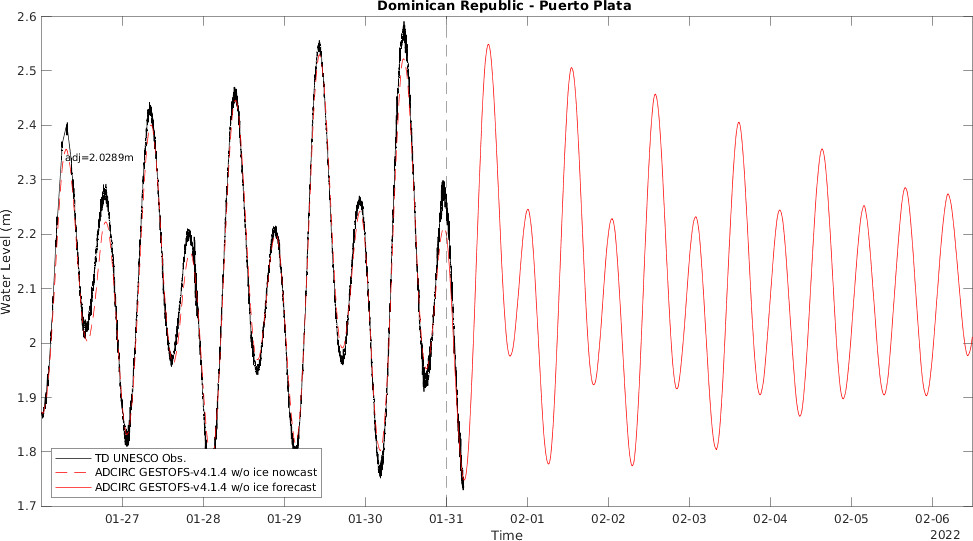 Dominican Republic - Puerto Plata
2.6
2.5
2.4
2.3
2.2
2.1
2
1.9
1.8
1.7
Water Level (m)
adj=2.0289m
TD UNESCO Obs.
ADCIRC GESTOFS-v4.1.4 w/o ice nowcast
ADCIRC GESTOFS-v4.1.4 w/o ice forecast
01-27 01-28 01-29 01-30 01-31 02-01 02-02 02-03 02-04 02-05 02-06
Time
2022